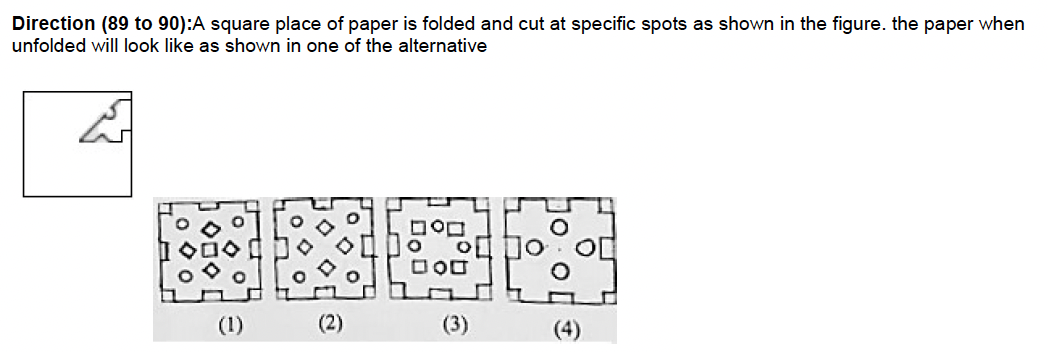 Direction (89 to 90):A square place of paper is folded and cut at specific spots as shown in the figure. the paper when
unfolded will look like as shown in one of the alternative
(1) (2) (3) (4)